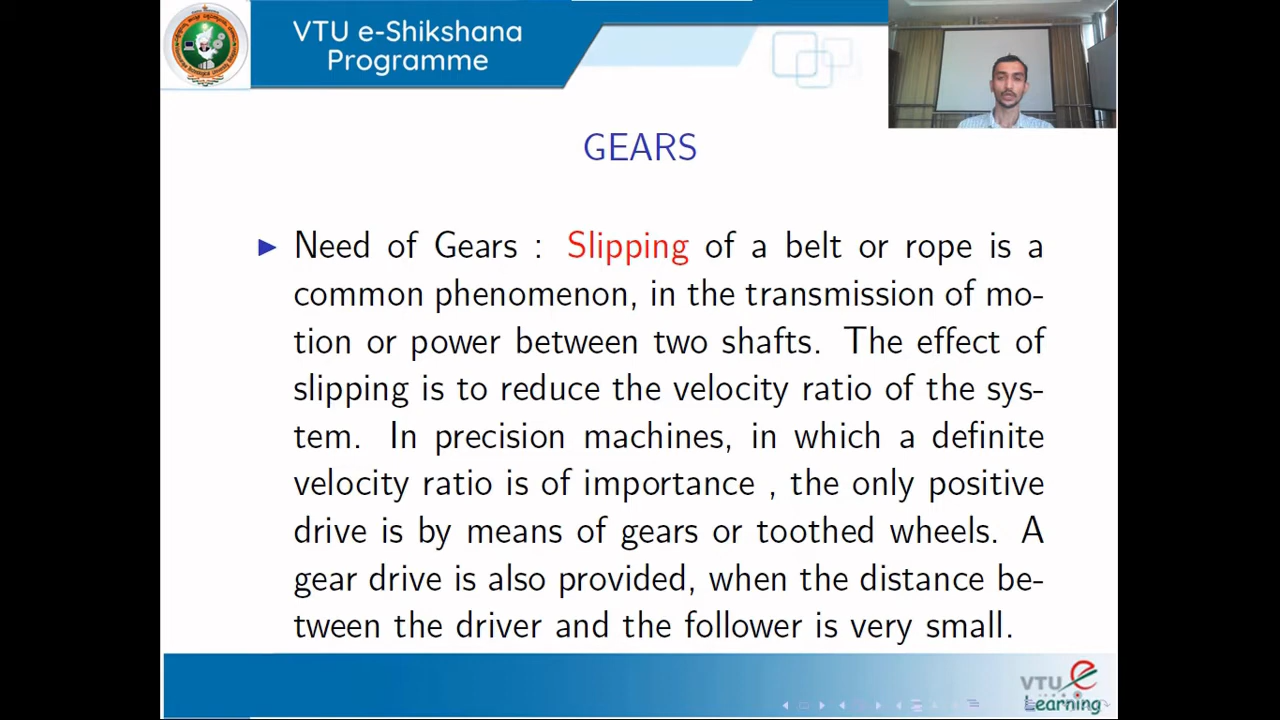 VTU e-Shikshana
Programme
GEARS
Need of Gears : Slipping of a belt or rope is a
common phenomenon, in the transmission of mo-
tion or power between two shafts. The effect of
slipping is to reduce the velocity ratio of the sys-
tem. In precision machines, in which a definite
velocity ratio is of importance , the only positive
drive is by means of gears or toothed wheels. A
gear drive is also provided, when the distance be-
tween the driver and the follower is very small.
VTU e
Learning